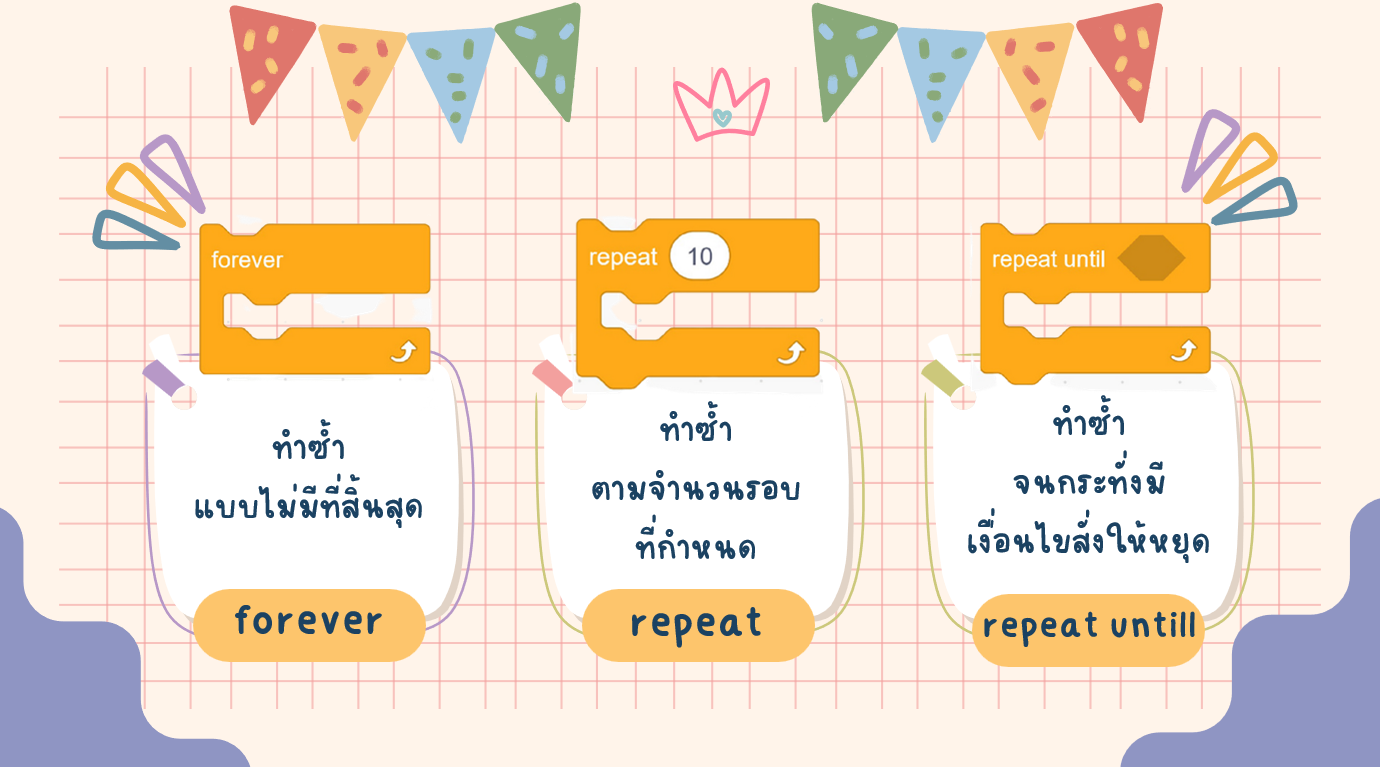 forever
repeat 10
repeat until
ทำซ้ำ
แบบไม่มีที่สิ้นสุด
forever
ทำซ้ำ
ตามจำนวนรอบ
ที่กำหนด
repeat
ทำซ้ำ
จนกระทั่งมี
เงื่อนไขสั่งให้หยุด
repeat untill